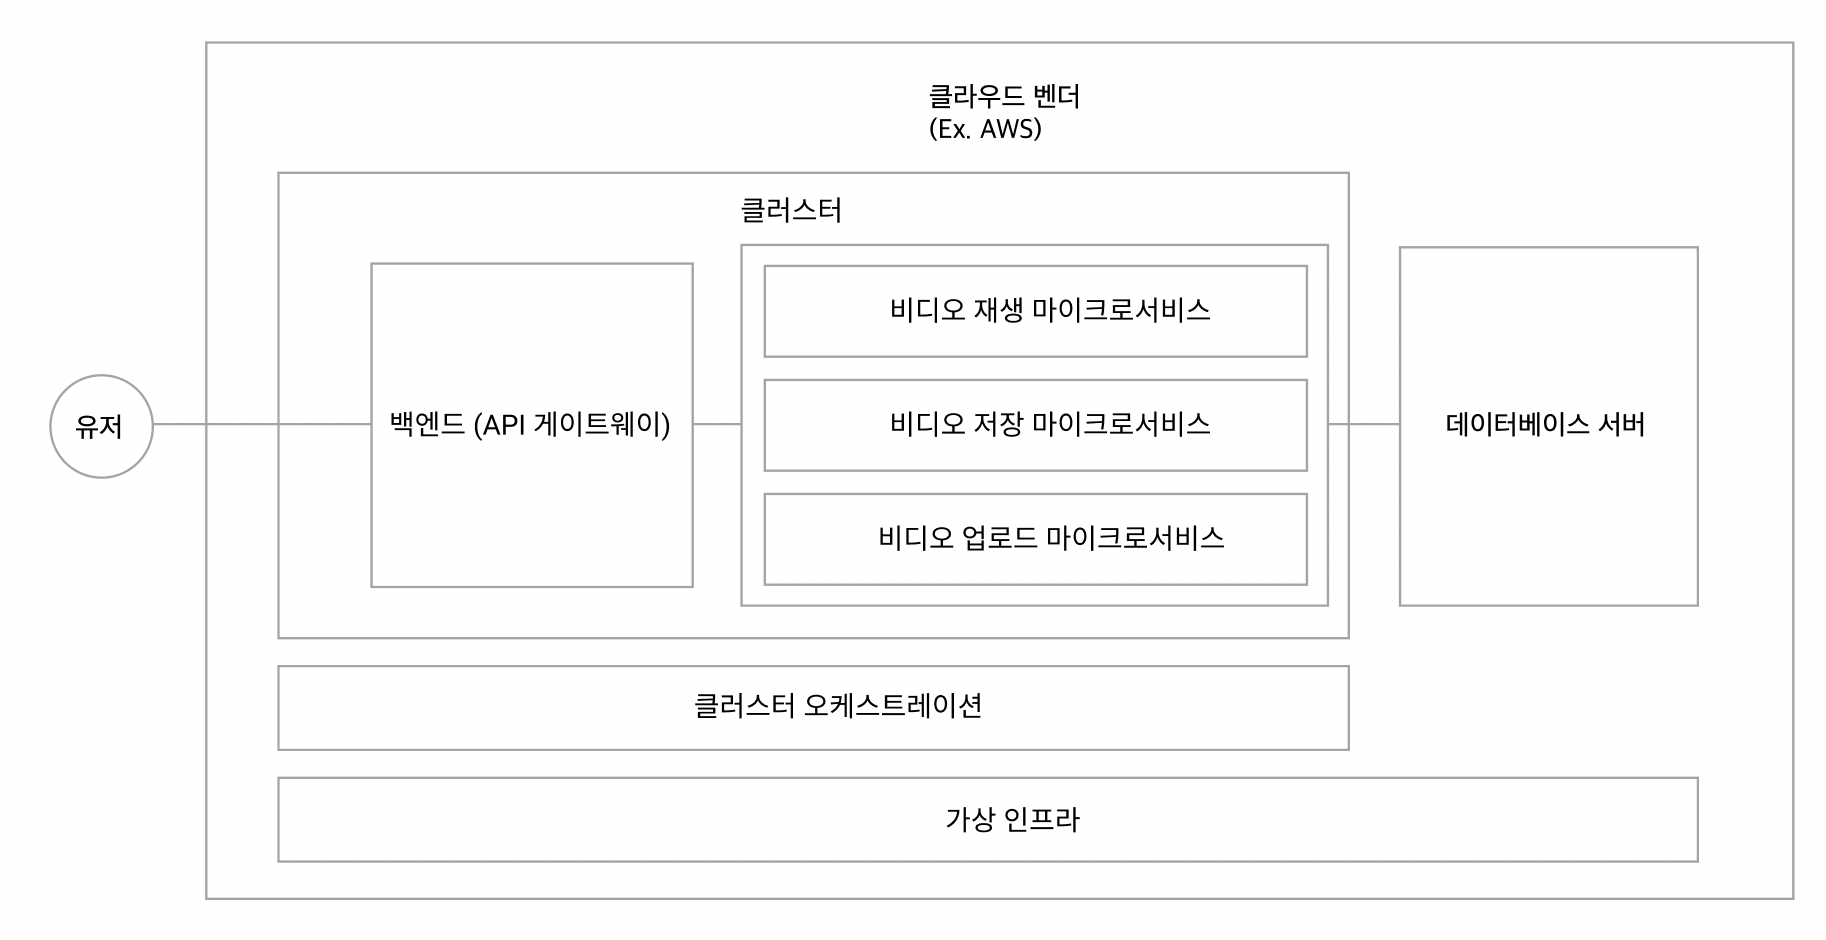 클라우드 벤더
(Ex. AWS)
클러스터
유저
백엔드 (API 게이트웨이)
비디오 재생 마이크로서비스
비디오 저장 마이크로서비스
비디오 업로드 마이크로서비스
데이터베이스 서버
클러스터 오케스트레이션
가상 인프라